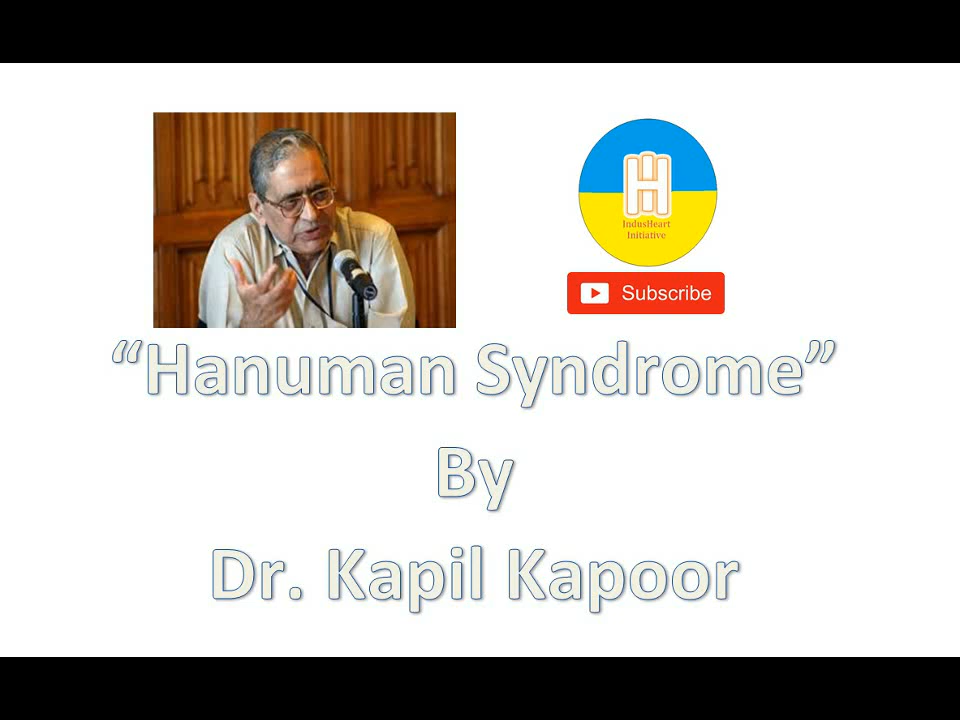 H
IndusHeart
Initiative
Subscribe
“Hanuman Syndrome”
By
Dr. Kapil Kapoor